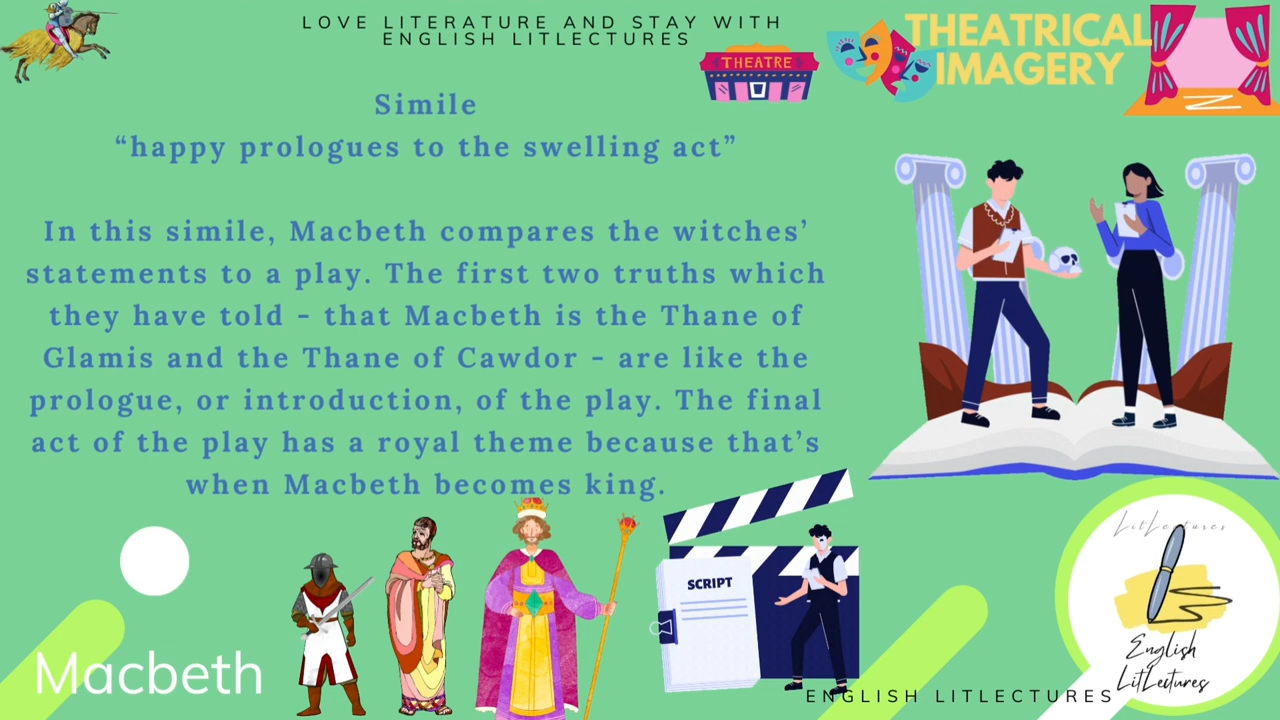 LOVE LITERATURE AND STAY WITH
ENGLISH LITLECTURES
THEATRE
THEATRICAL
IMAGERY
Simile
“happy prologues to the swelling act”
In this simile, Macbeth compares the witches’
statements to a play. The first two truths which
they have told - that Macbeth is the Thane of
Glamis and the Thane of Cawdor - are like the
prologue, or introduction, of the play. The final
act of the play has a royal theme because that’s
when Macbeth becomes king.
SCRIPT
Macbeth
LitLectures
English
LitLectures
ENGLISH LITLECTURES